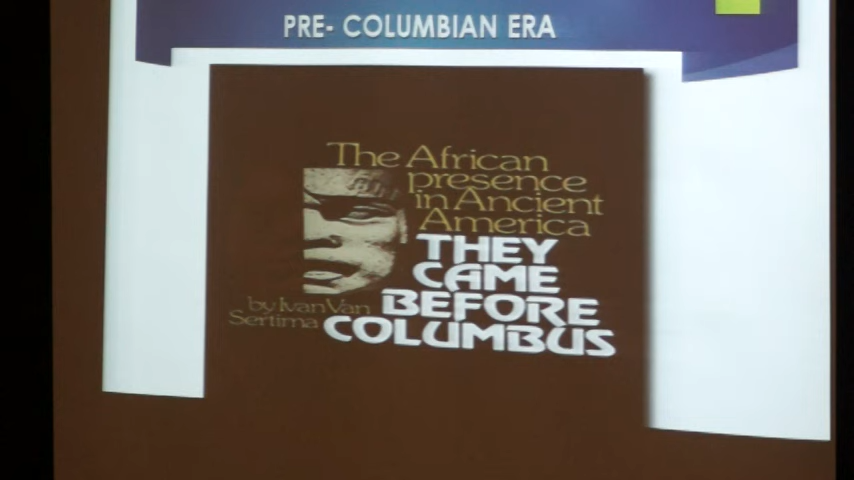 PRE- COLUMBIAN ERA
The African
presence
in Ancient
America
THEY
CAME
BEFORE
COLUMBUS
by Ivan Van
Sertima